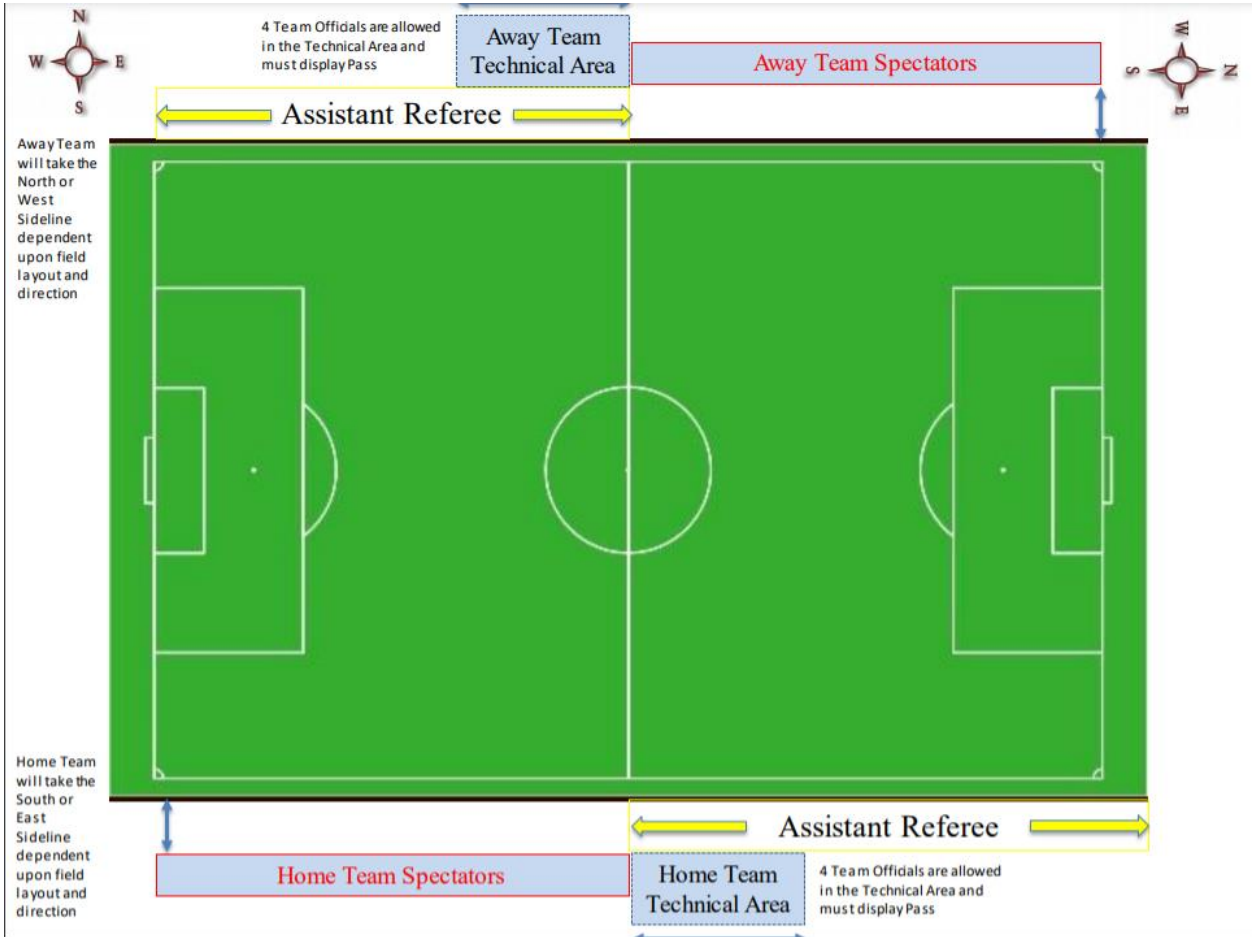 N
W E
S
4 Team Officials are allowed
in the Technical Area and
must display Pass
Away Team
Technical Area
Away Team Spectators
W
S N
E
Assistant Referee
Away Team
will take the
North or
West
Sideline
dependent
upon field
layout and
direction
Home Team
will take the
South or
East
Sideline
dependent
upon field
layout and
direction
Assistant Referee
Home Team Spectators
Home Team
Technical Area
4 Team Officials are allowed
in the Technical Area and
must display Pass